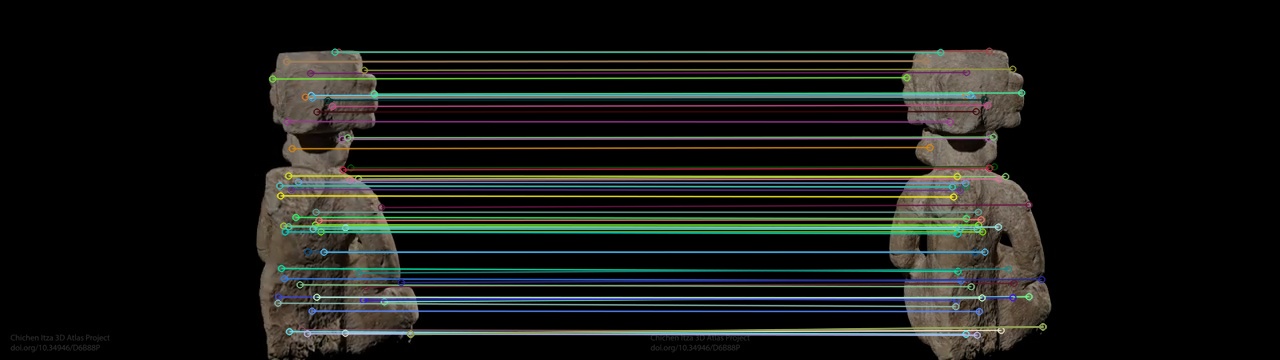 Chichen Itza 3D Atlas Project
doi.org/10.34946/D6B88P
Chichen Itza 3D Atlas Project
doi.org/10.34946/D6B88P